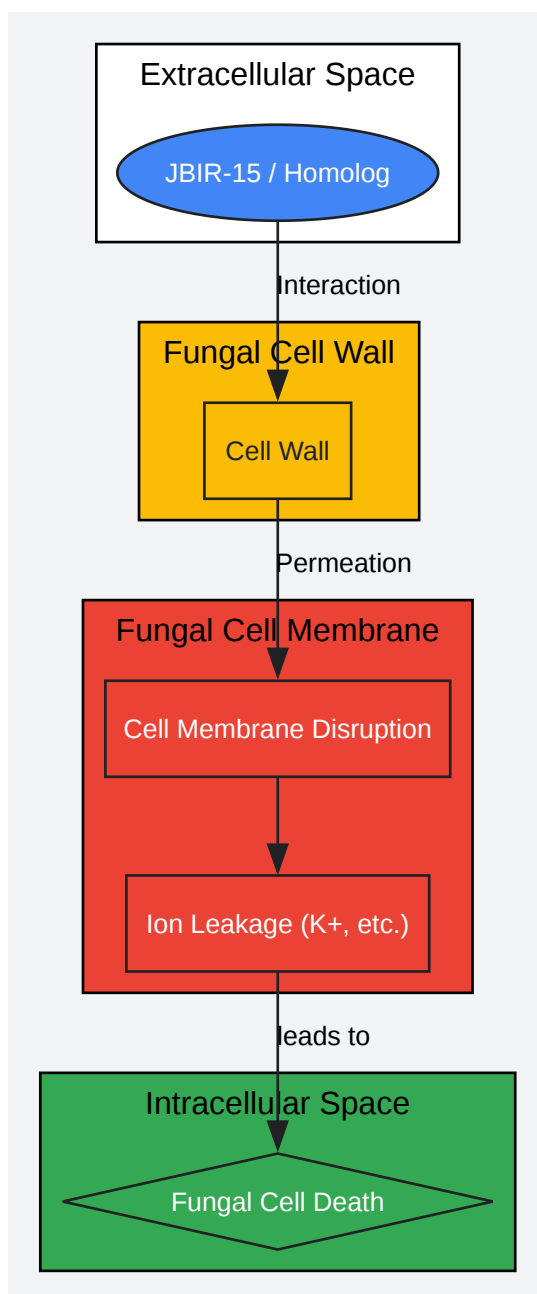 Extracellular Space
JBIR-15 / Homolog
Interaction
Fungal Cell Wall
Cell Wall
Permeation
Fungal Cell Membrane
Cell Membrane Disruption
Ion Leakage (K+, etc.)
leads to
Intracellular Space
Fungal Cell Death